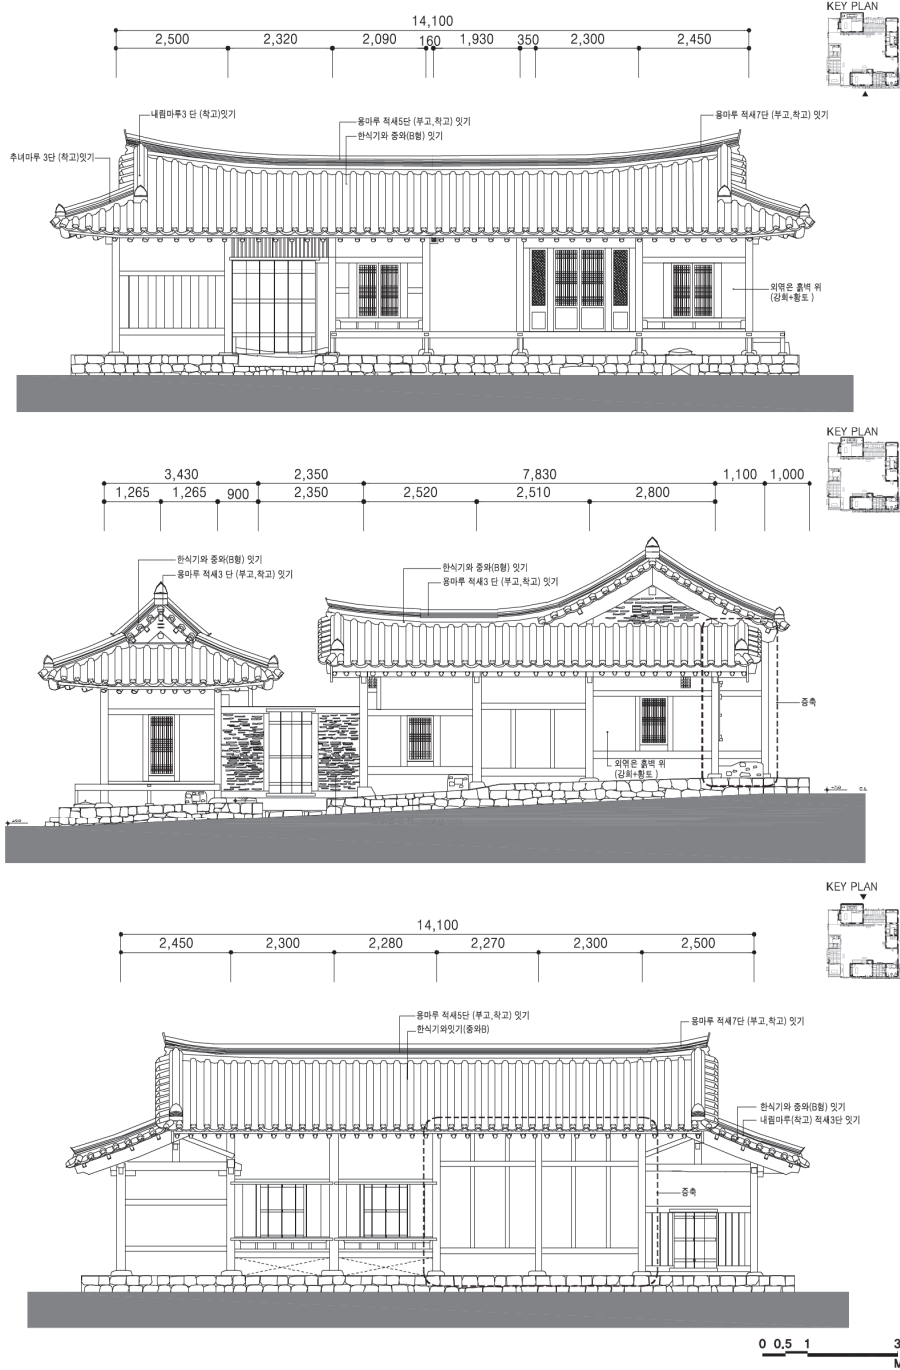 KEY PLAN
14,100
2,500 2,320 2,090 160 1,930 350 2,300 2,450
내림마루3 단 (착고)잇기
용마루 적새5단 (부고,착고) 잇기
용마루 적새7단 (부고,착고) 잇기
한식기와 중와(B형) 잇기
추녀마루 3단 (착고)잇기
외엮은 흙벽 위
(강회+황토 )
KEY PLAN
3,430 2,350 7,830 1,100 1,000
1,265 1,265 900 2,350 2,520 2,510 2,800
한식기와 중와(B형) 잇기
용마루 적새3 단 (부고,착고) 잇기
한식기와 중와(B형) 잇기
용마루 적새3 단 (부고,착고) 잇기
증축
외엮은 흙벽 위
(강회+황토 )
KEY PLAN
14,100
2,450 2,300 2,280 2,270 2,300 2,500
용마루 적새5단 (부고,착고) 잇기
한식기와잇기(중와B)
용마루 적새7단 (부고,착고) 잇기
한식기와 중와(B형) 잇기
내림마루(착고) 적새3단 잇기
증축
0 0.5 1 3
M